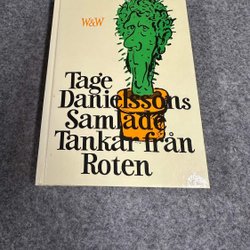 W&W
Tage
Danielssons
Samlade
Tankar från
Roten